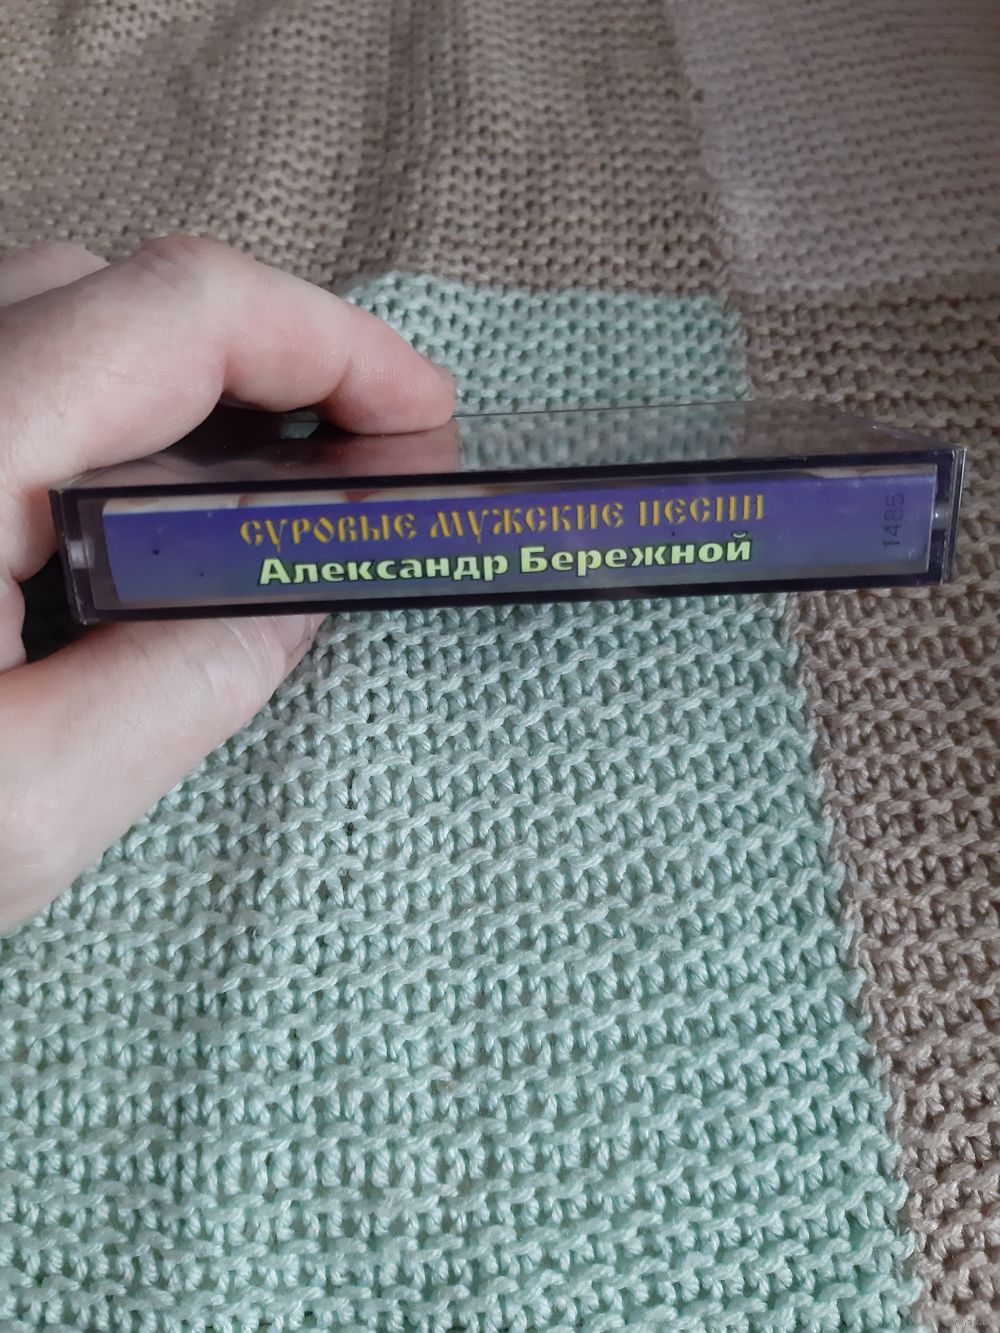 СУРОВЫЕ МУЖСКИЕ ПЕСНИ
Александр Бережной
1485